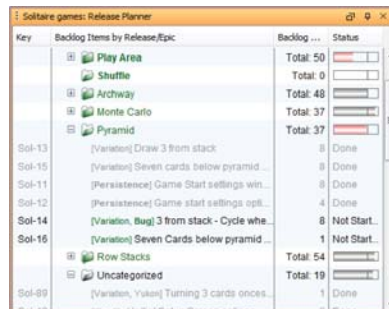 Solitaire games: Release Planner
Key Backlog Items by Release/Epic Backlog ... Status
Play Area Total: 50
Shuffle Total: 0
Archway Total: 48
Monte Carlo Total: 37
Pyramid Total: 37
Sol-13 [Variation] Draw 3 from stack 8 Done
Sol-15 [Variation] Seven cards below pyramid ... 8 Done
Sol-11 [Persistence] Game Start settings win... 8 Done
Sol-12 [Persistence] Game start settings opti... 4 Done
Sol-14 [Variation, Bug] 3 from stack - Cycle whe... 8 Not Start...
Sol-16 [Variation] Seven Cards below pyramid ... 1 Not Start...
Row Stacks Total: 54
Uncategorized Total: 19
Sol-89 [Variation, Yukon] Turning 3 cards onces... 1 Done